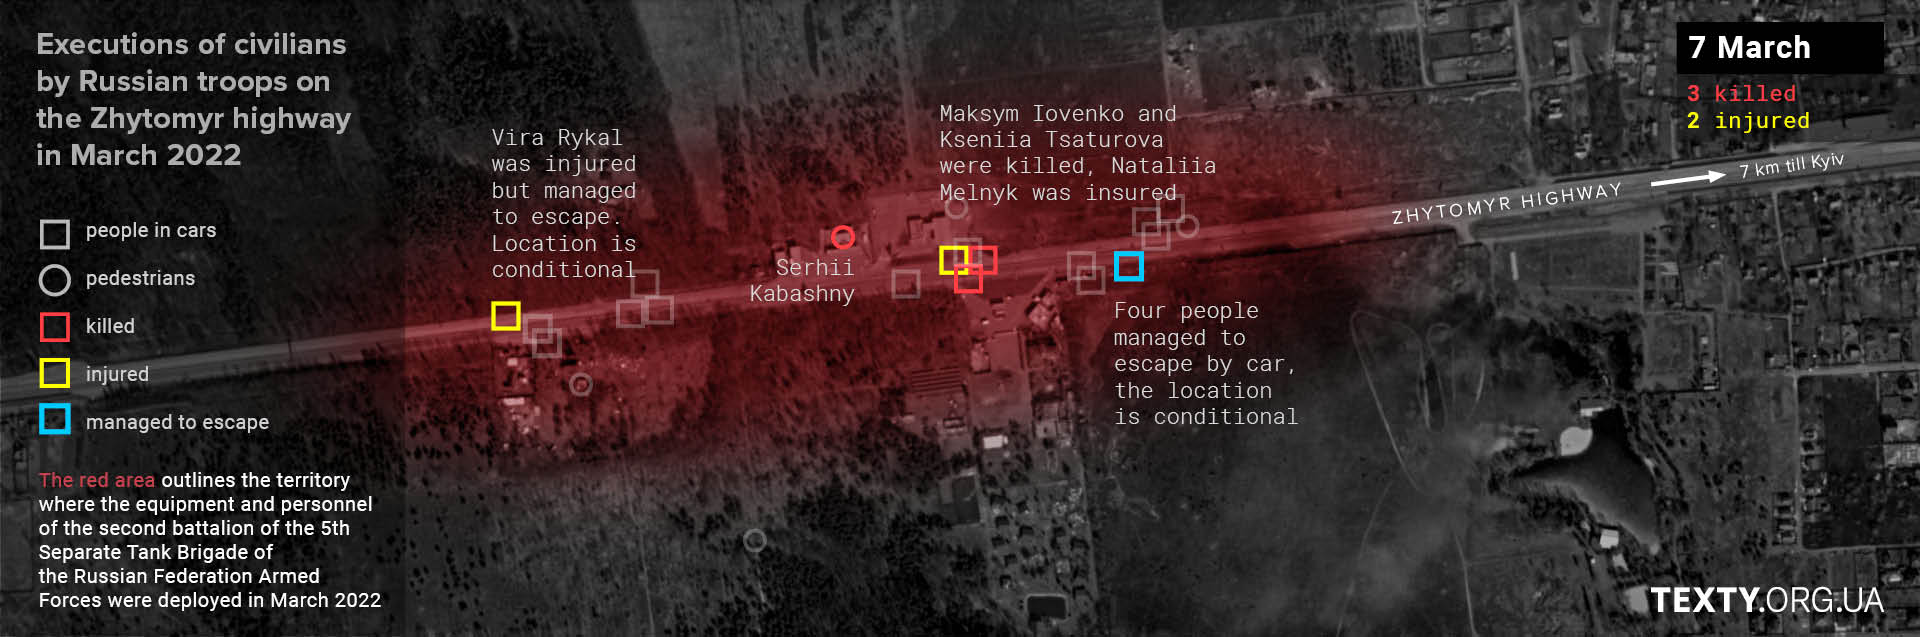 Executions of civilians
by Russian troops on
the Zhytomyr highway
in March 2022
people in cars
pedestrians
killed
injured
managed to escape
The red area outlines the territory
where the equipment and personnel
of the second battalion of the 5th
Separate Tank Brigade of
the Russian Federation Armed
Forces were deployed in March 2022
Vira Rykal
was injured
but managed
to escape.
Location is
conditional
Serhii
Kabashny
Maksym Iovenko and
Kseniia Tsaturova
were killed, Nataliia
Melnyk was insured
Four people
managed to
escape by car,
the location
is conditional
7 March
3 killed
2 injured
ZHYTOMYR HIGHWAY
7 km till Kyiv
TEXTY.ORG.UA